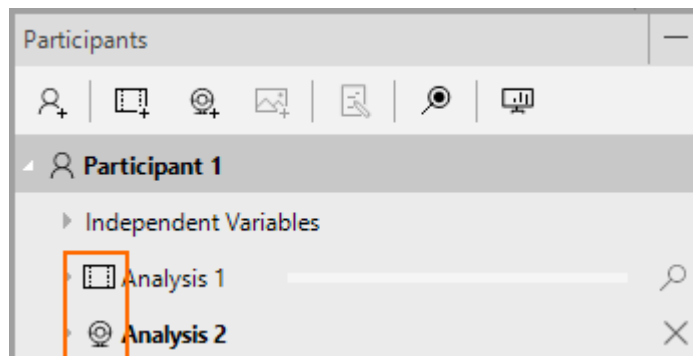 Participants
Participant 1
Independent Variables
Analysis 1
Analysis 2